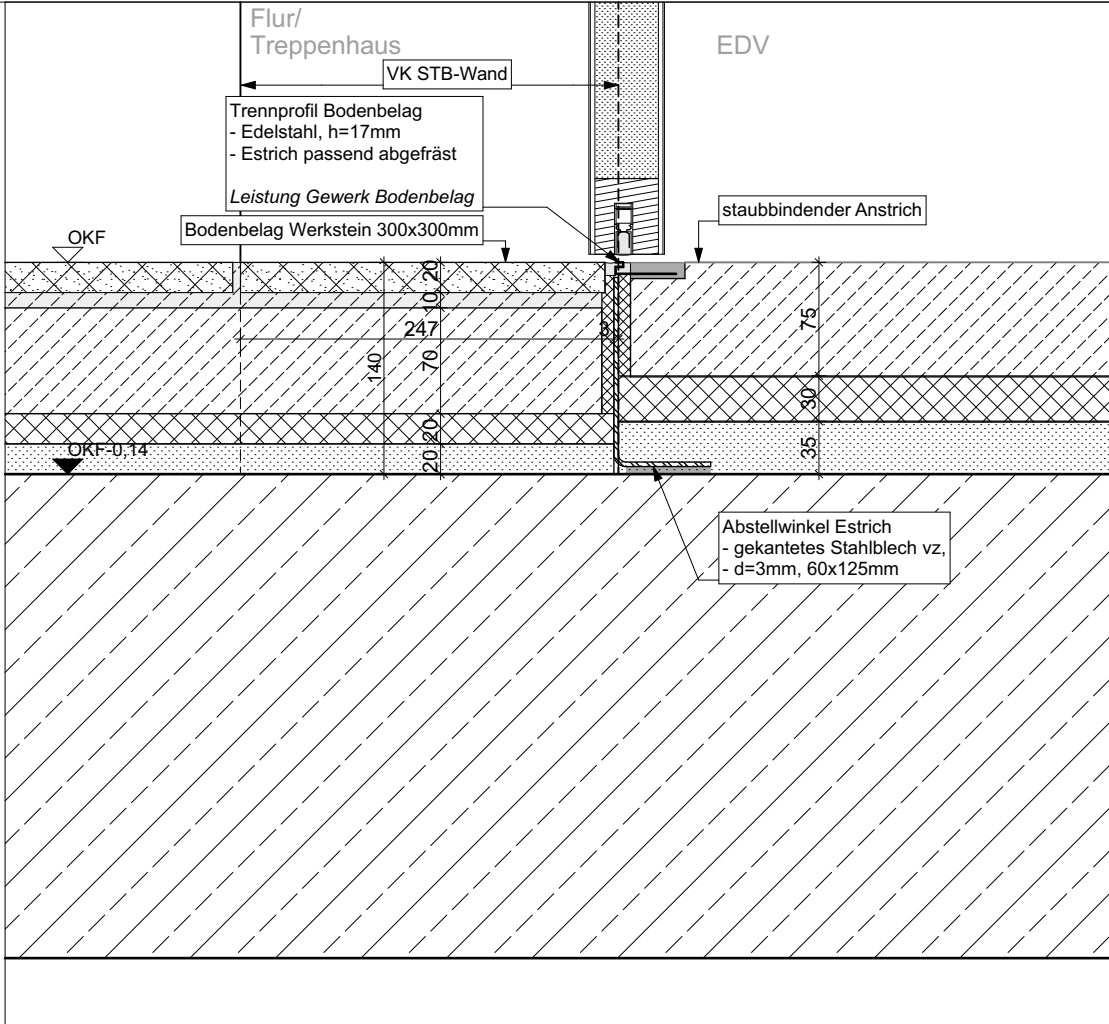 Flur/
Treppenhaus
EDV
VK STB-Wand
Trennprofil Bodenbelag
- Edelstahl, h=17mm
- Estrich passend abgefräst
Leistung Gewerk Bodenbelag
staubbindender Anstrich
Bodenbelag Werkstein 300x300mm
OKF
20
10
247
3
75
140
70
30
20
OKF-0,14
20
35
Abstellwinkel Estrich
- gekantetes Stahlblech vz,
- d=3mm, 60x125mm